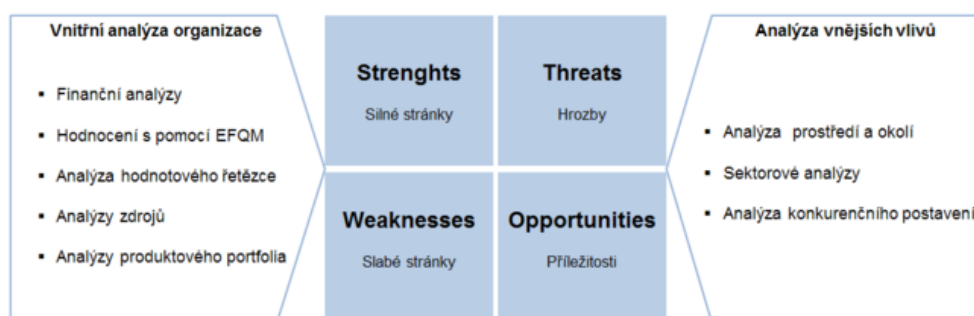 Vnitřní analýza organizace
▪ Finanční analýzy
▪ Hodnocení s pomocí EFQM
▪ Analýza hodnotového řetězce
▪ Analýzy zdrojů
▪ Analýzy produktového portfolia
Strenghts
Silné stránky
Threats
Hrozby
Weaknesses
Slabé stránky
Opportunities
Příležitosti
Analýza vnějších vlivů
▪ Analýza prostředí a okolí
▪ Sektorové analýzy
▪ Analýza konkurenčního postavení